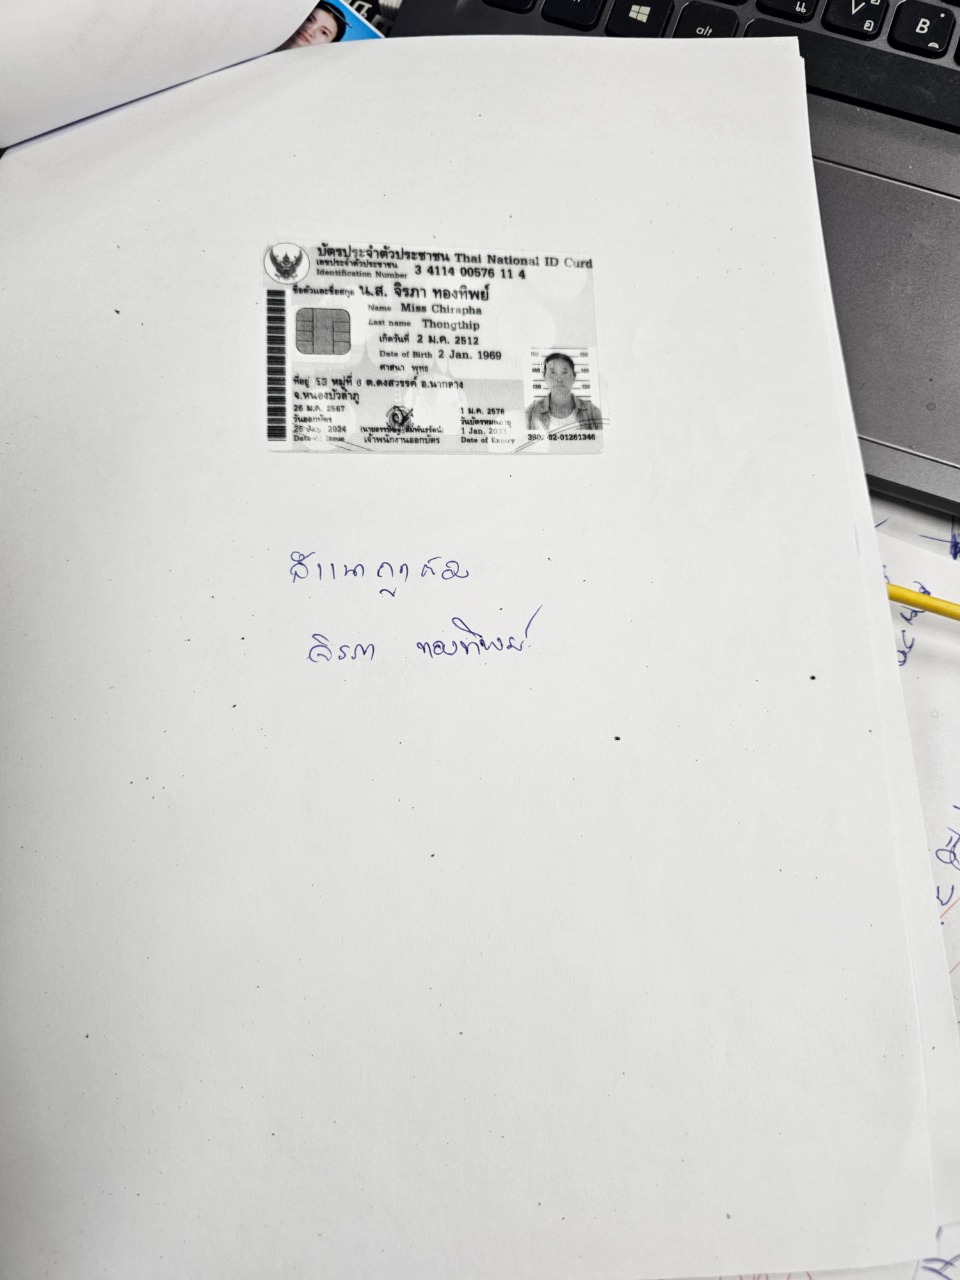 บัตรประจำตัวประชาชน Thai National ID Card
เลขประจำตัวประชาชน
Identification Number 3 4114 00576 11 4
ชื่อตัวและชื่อสกุล น.ส. จิรภา ทองทิพย์
Name Miss Chirapha
Last name Thongthip
เกิดวันที่ 2 ม.ค. 2512
Date of Birth 2 Jan. 1969
ศาสนา พุทธ
ที่อยู่ 53 หมู่ที่ 6 ต.ดงสวรรค์ อ.นากลาง
จ.หนองบัวลำภู
26 ม.ค. 2567
วันออกบัตร
26 Jan. 2024
Date of Issue
เจ้าพนักงานออกบัตร
1 ม.ค. 2576
วันบัตรหมดอายุ
1 Jan.
Date of Expiry
3902-02-01261346
สำเนาถูกต้อง
จิรภา ทองทิพย์
alt
B